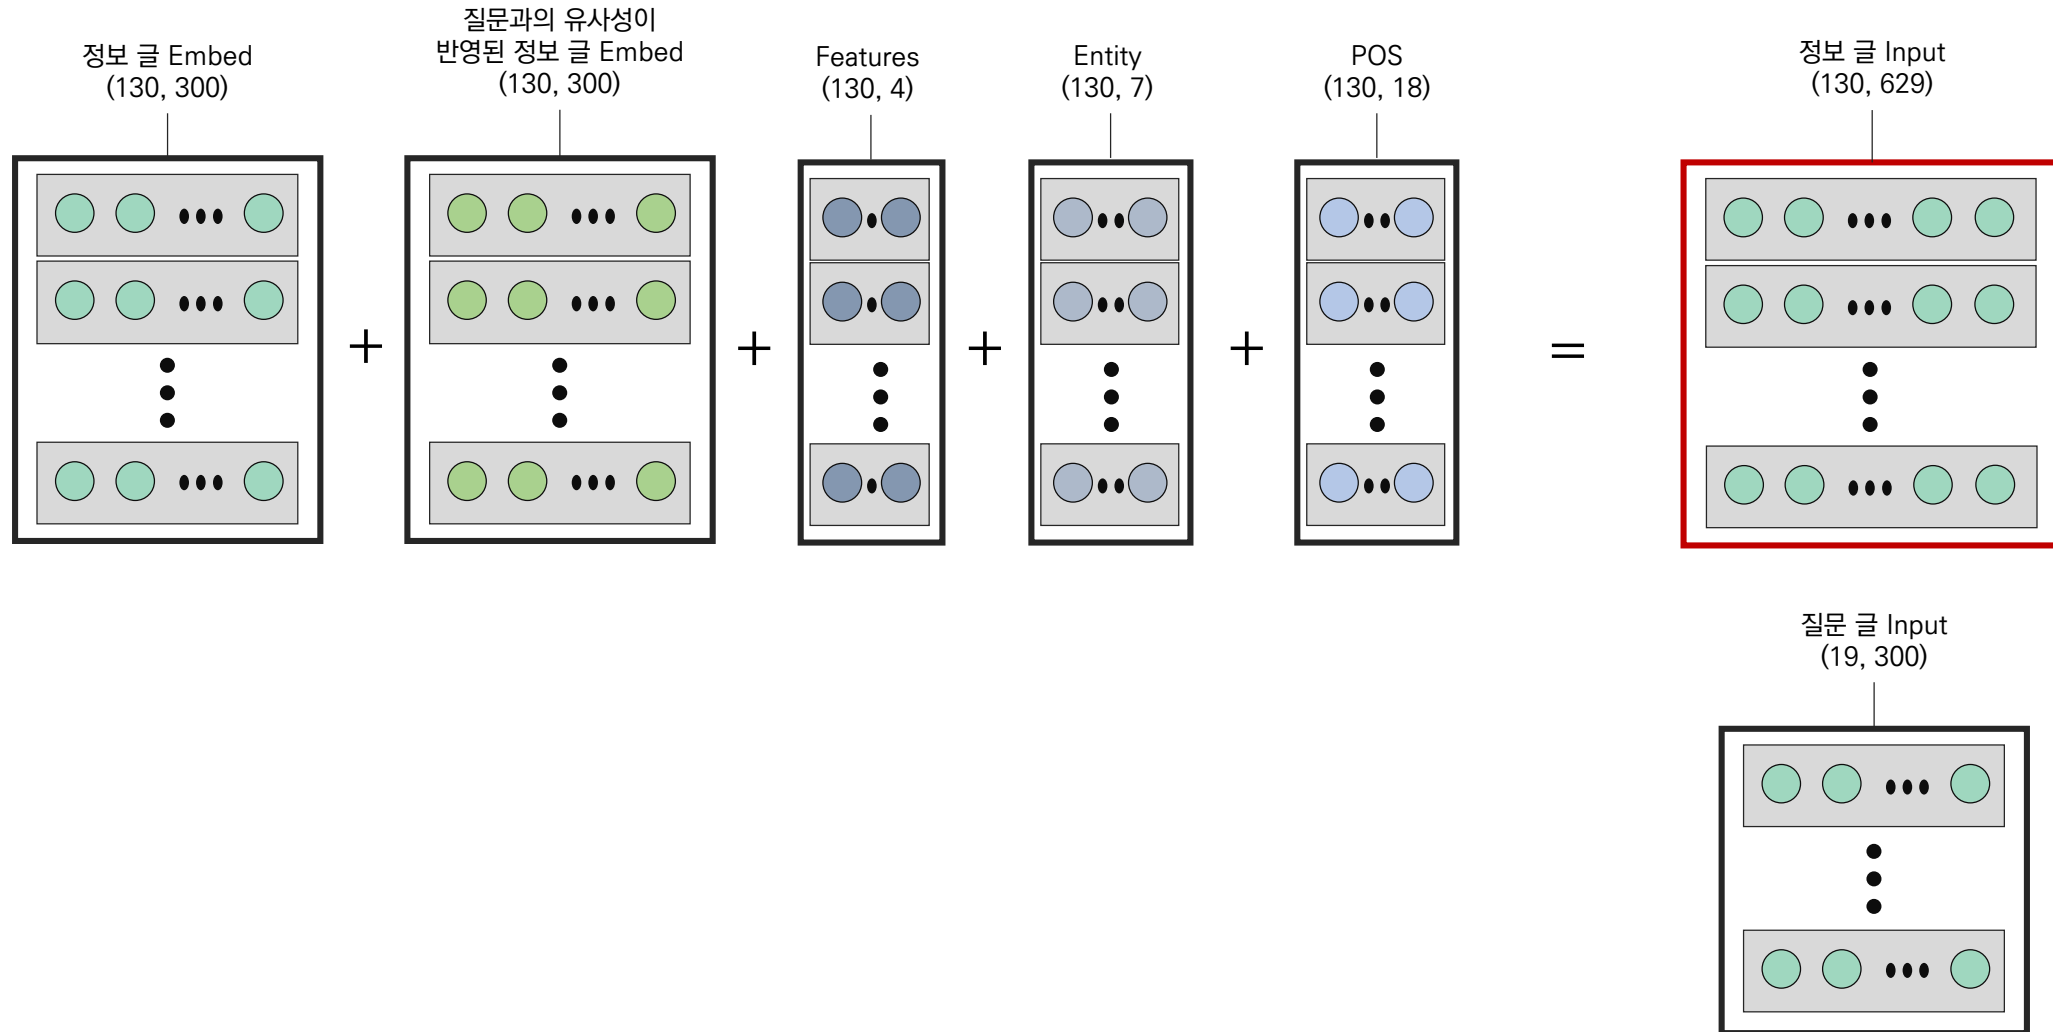 정보 글 Embed
(130, 300)
질문과의 유사성이
반영된 정보 글 Embed
(130, 300)
Features
(130, 4)
Entity
(130, 7)
POS
(130, 18)
정보 글 Input
(130, 629)
+
+
+
+
=
질문 글 Input
(19, 300)